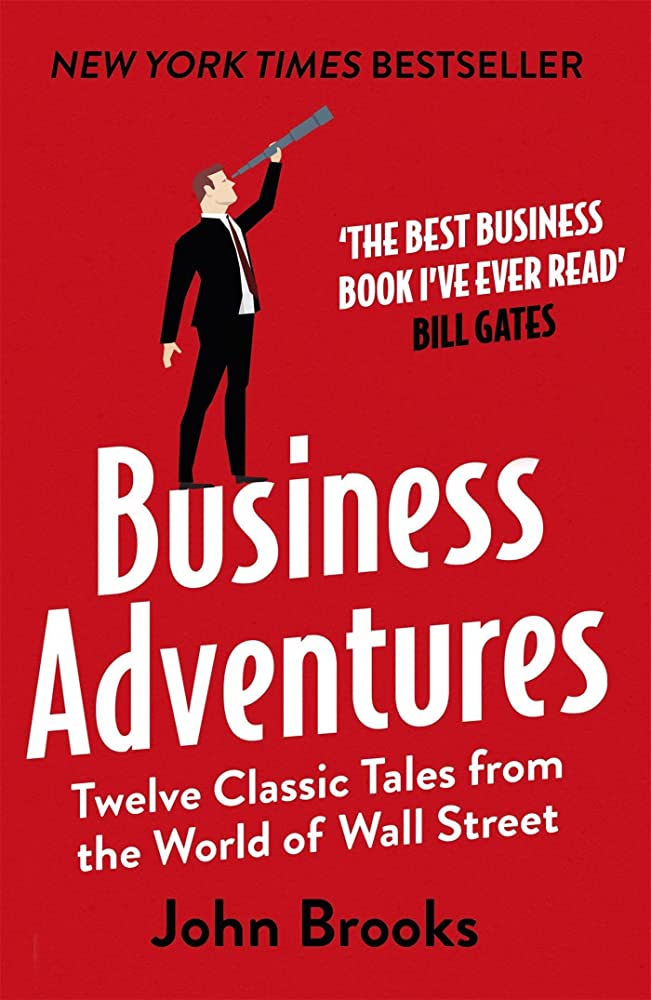 NEW YORK TIMES BESTSELLER
‘THE BEST BUSINESS
BOOK I’VE EVER READ’
BILL GATES
Business
Adventures
Twelve Classic Tales from
the World of Wall Street
John Brooks